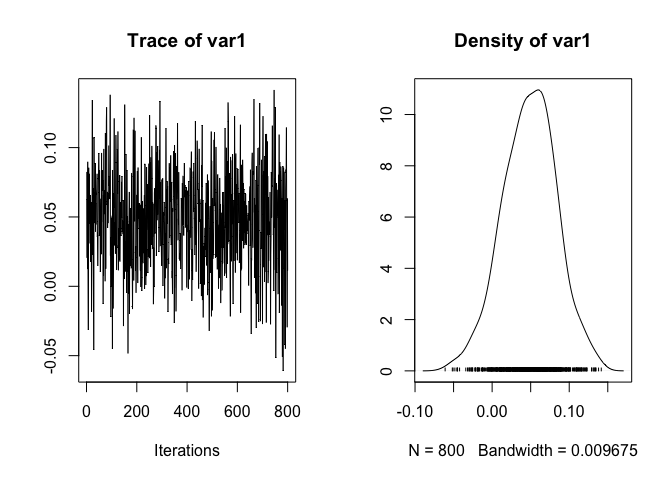 Trace of var1
0.10
0.05
0.00
-0.05
0 200 400 600 800
Iterations
Density of var1
10
8
6
4
2
0
-0.10 0.00 0.10
N = 800 Bandwidth = 0.009675